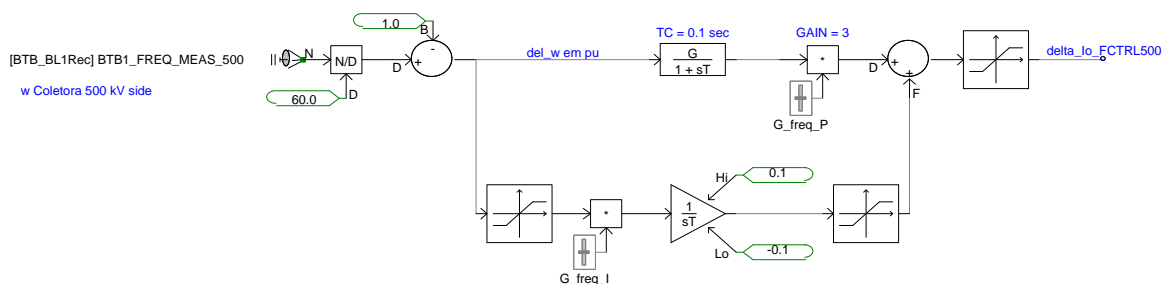 1.0
B
-
[BTB_BL1Rec] BTB1_FREQ_MEAS_500
N
N/D
D
+
60.0
D
w Coletora 500 kV side
del_w em pu
TC = 0.1 sec
G
1 + sT
GAIN = 3
*
D
+
+
F
G_freq_P
delta_Io_FCTRL500
*
G_freq_I
1
sT
Hi
0.1
Lo
-0.1